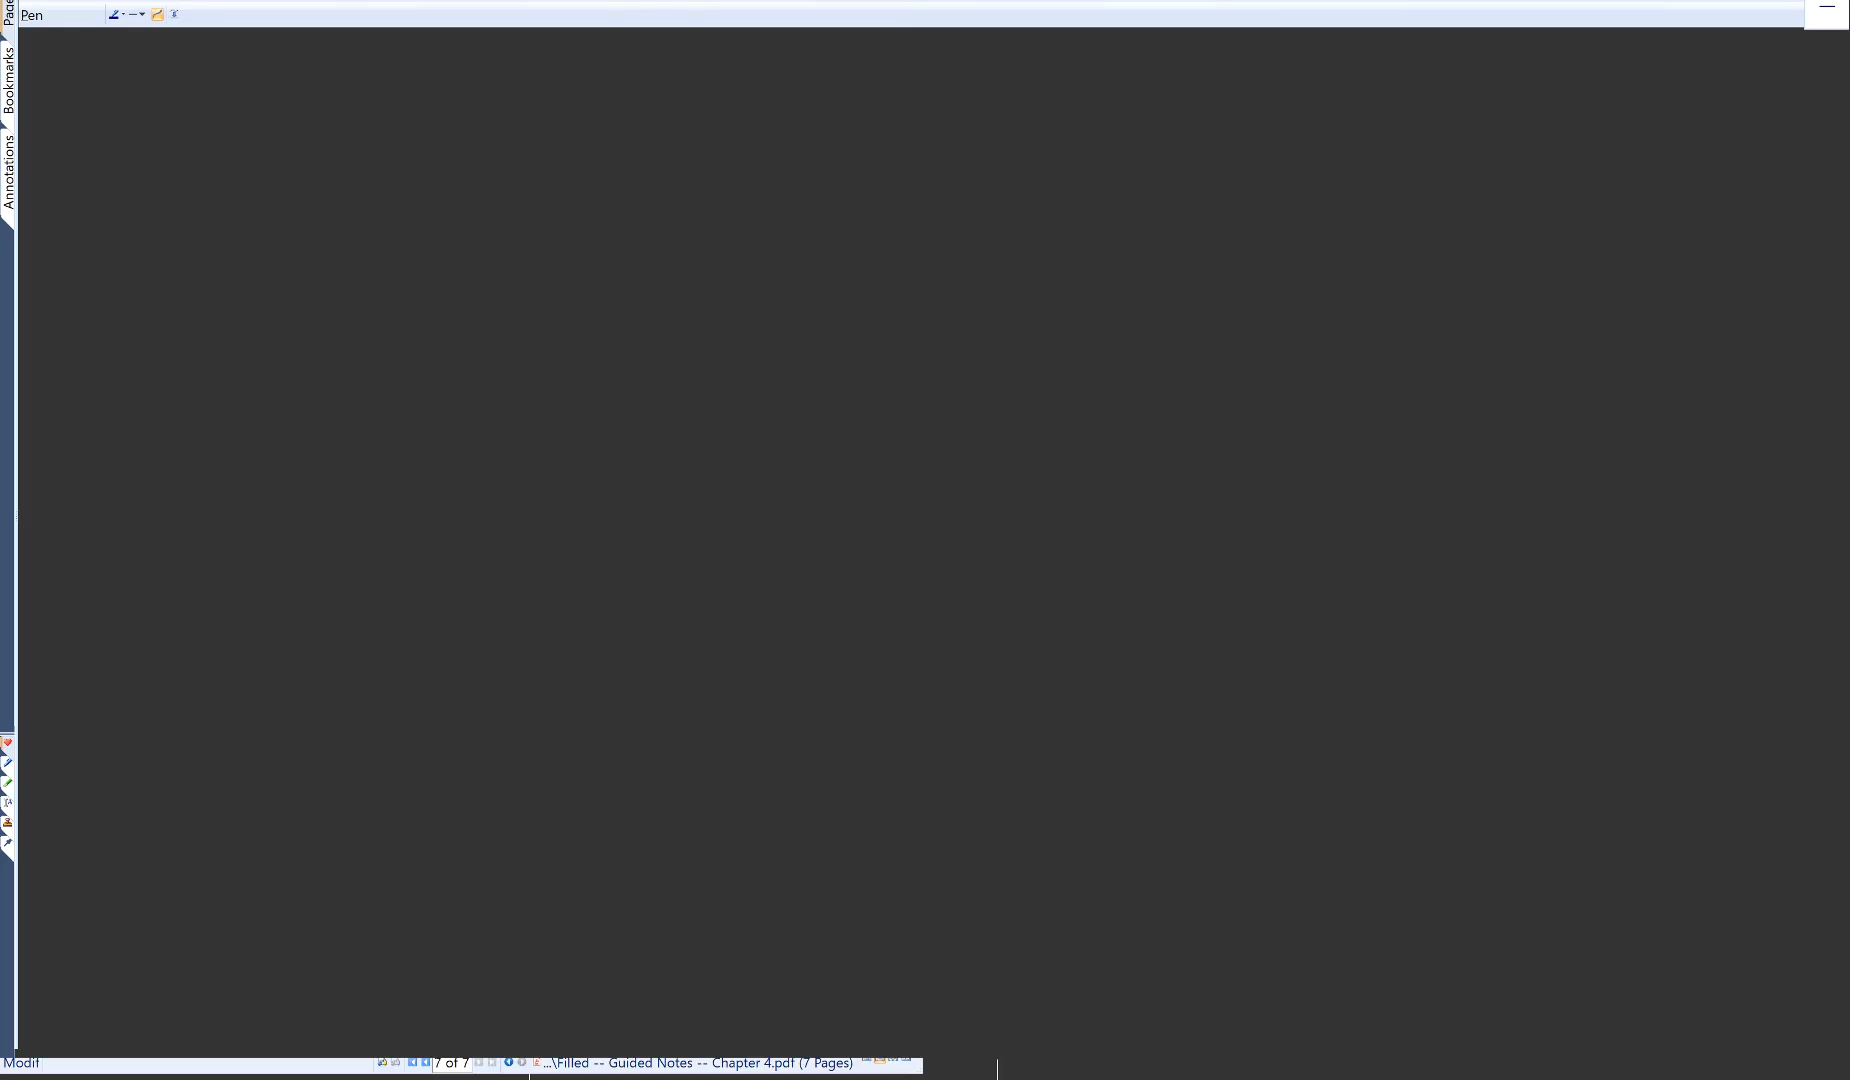 Pen
Page
Bookmarks
Annotations
Modif
7 of 7
...\Filled -- Guided Notes -- Chapter 4.pdf (7 Pages)